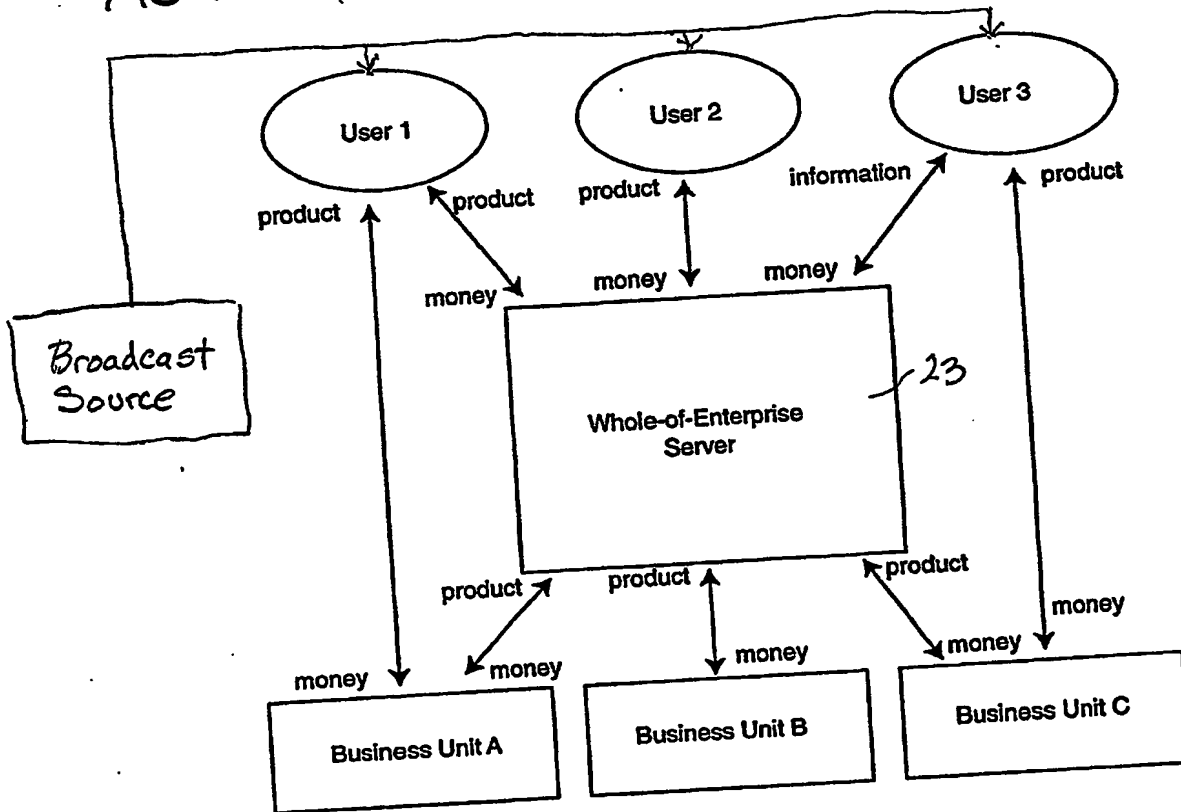 User 1
User 2
User 3
product
product
product
information
product
money
money
money
Broadcast
Source
23
Whole-of-Enterprise
Server
product
product
product
money
money
money
money
money
Business Unit A
Business Unit B
Business Unit C